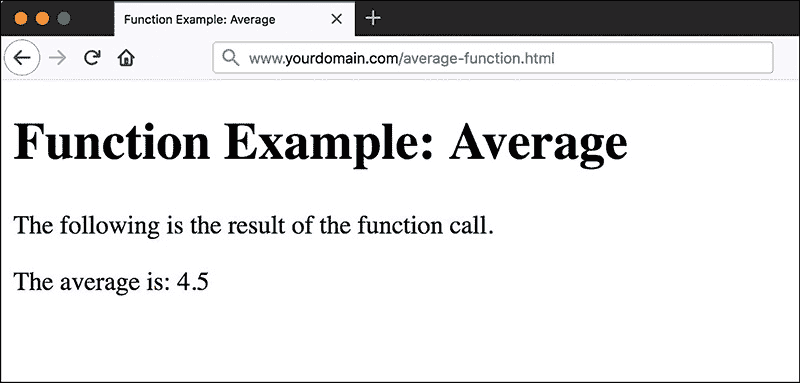 Function Example: Average
www.yourdomain.com/average-function.html
Function Example: Average
The following is the result of the function call.
The average is: 4.5